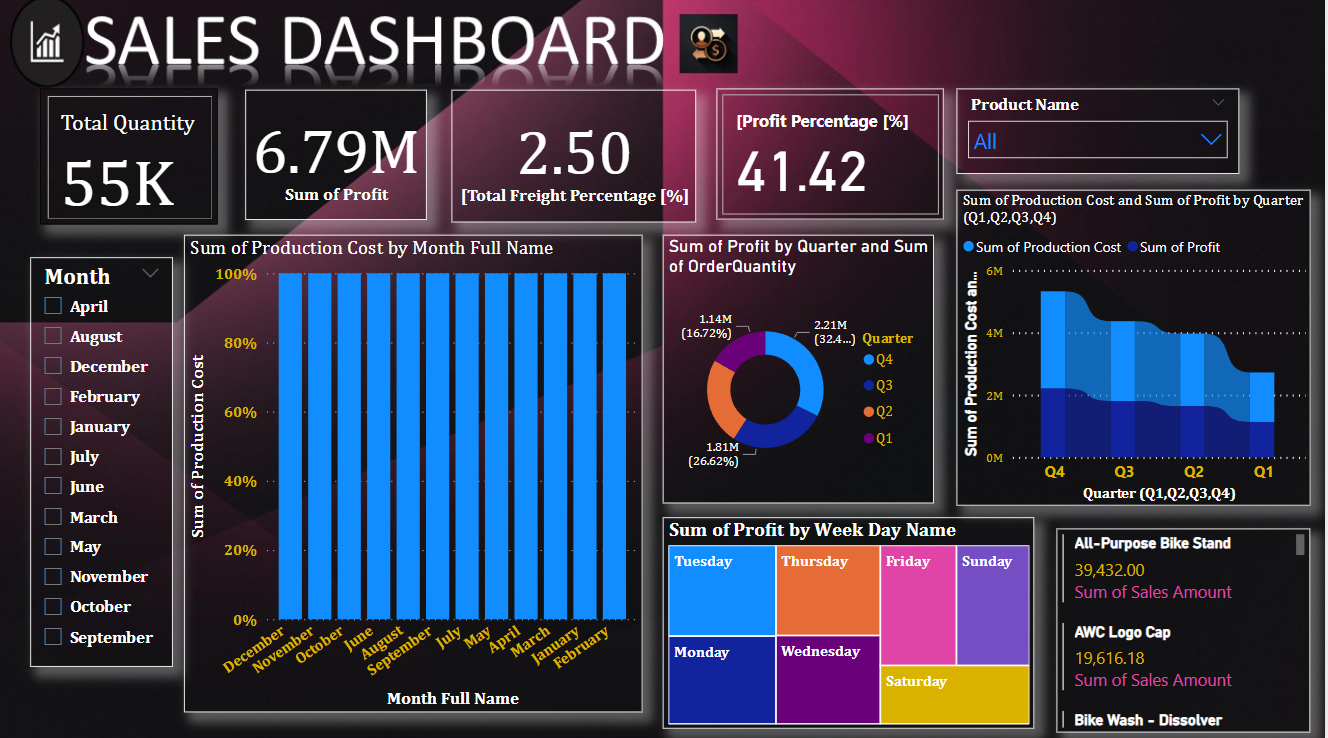 SALES DASHBOARD
Total Quantity
55K
6.79M
Sum of Profit
2.50
[Total Freight Percentage [%]
[Profit Percentage [%]
41.42
Product Name
All
Month
April
August
December
February
January
July
June
March
May
November
October
September
Sum of Production Cost by Month Full Name
Sum of Production Cost
100%
80%
60%
40%
20%
0%
December
November
October
June
August
September
July
May
April
March
January
February
Month Full Name
Sum of Profit by Quarter and Sum
of OrderQuantity
1.14M
(16.72%)
2.21M
(32.4...)
1.81M
(26.62%)
Quarter
Q4
Q3
Q2
Q1
Sum of Production Cost and Sum of Profit by Quarter
(Q1,Q2,Q3,Q4)
Sum of Production Cost Sum of Profit
Sum of Production Cost an...
6M
4M
2M
0M
Q4 Q3 Q2 Q1
Quarter (Q1,Q2,Q3,Q4)
Sum of Profit by Week Day Name
Tuesday
Thursday
Friday
Sunday
Monday
Wednesday
Saturday
All-Purpose Bike Stand
39,432.00
Sum of Sales Amount
AWC Logo Cap
19,616.18
Sum of Sales Amount
Bike Wash - Dissolver